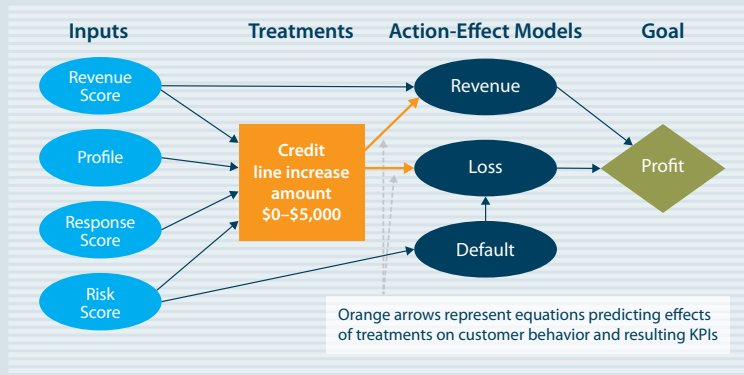 Inputs
Treatments
Action-Effect Models
Goal
Revenue
Score
Profile
Response
Score
Risk
Score
Credit
line increase
amount
$0–$5,000
Revenue
Loss
Default
Profit
Orange arrows represent equations predicting effects
of treatments on customer behavior and resulting KPIs